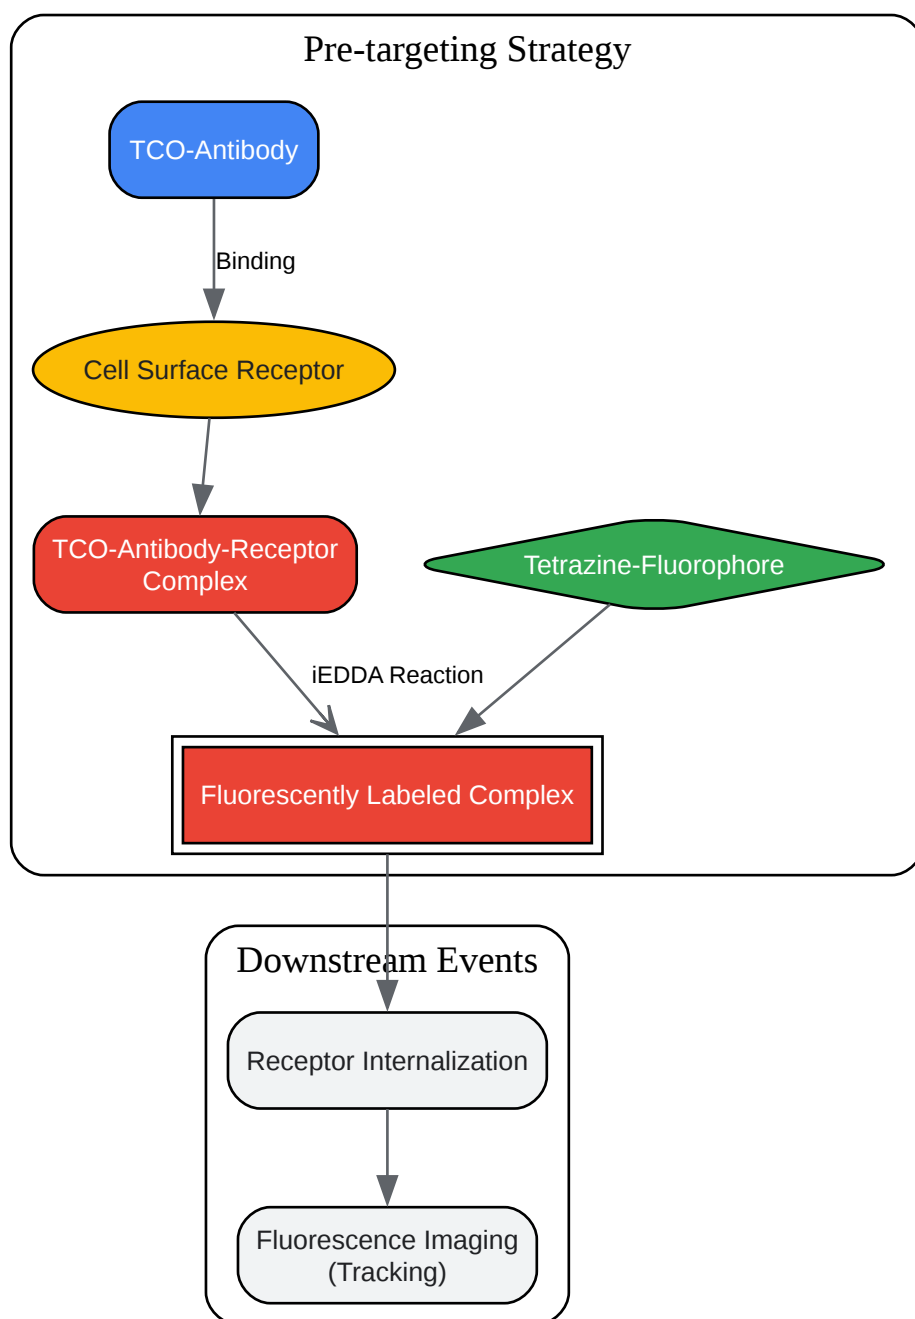 Pre-targeting Strategy
TCO-Antibody
Binding
Cell Surface Receptor
TCO-Antibody-Receptor
Complex
Tetrazine-Fluorophore
iEDDA Reaction
Fluorescently Labeled Complex
Downstream Events
Receptor Internalization
Fluorescence Imaging
(Tracking)